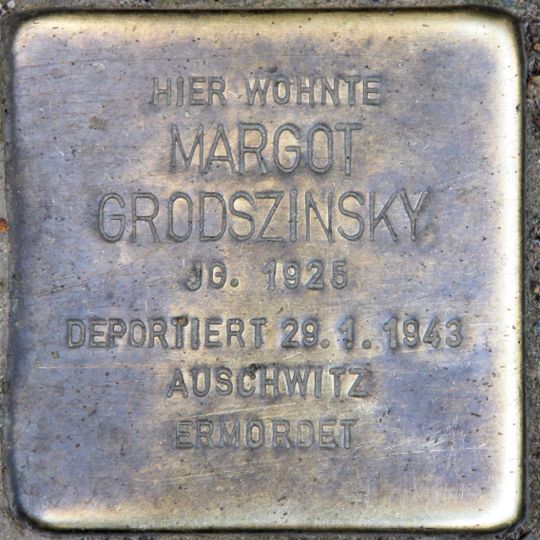 HIER WOHNTE
MARGOT
GRODSZINSKY
JG. 1925
DEPORTIERT 29.1.1943
AUSCHWITZ
ERMORDET